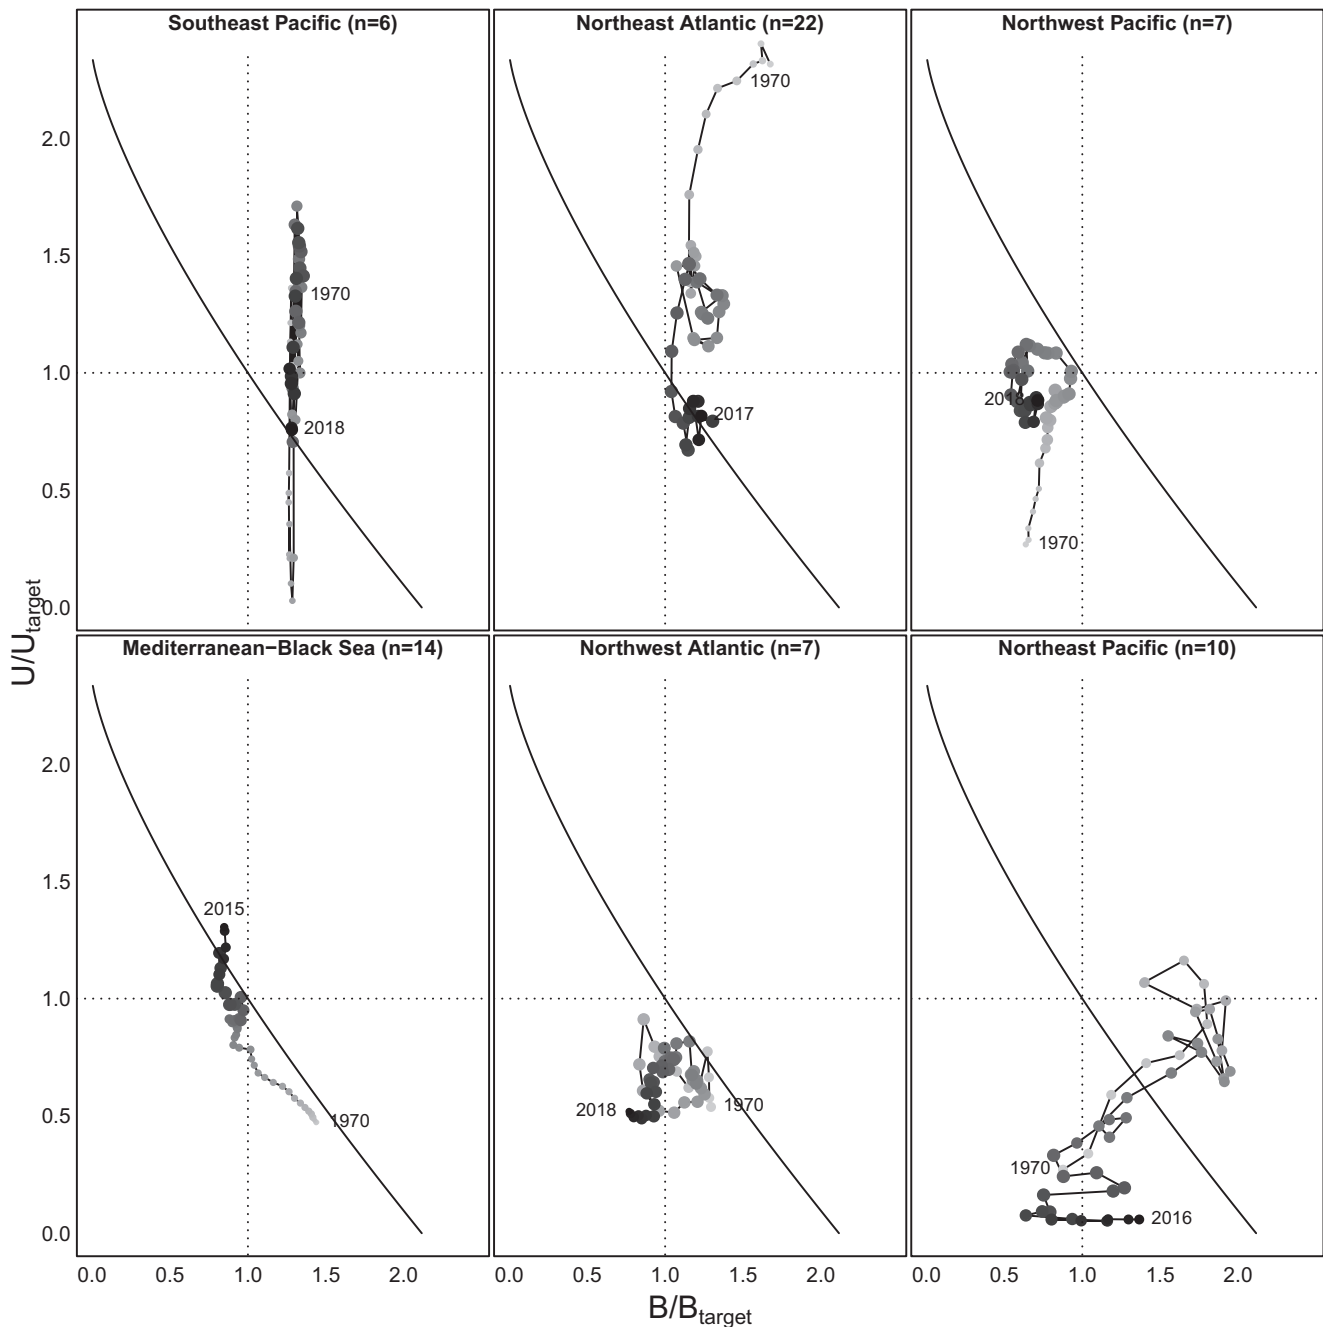 Southeast Pacific (n=6)
Northeast Atlantic (n=22)
Northwest Pacific (n=7)
2.0
1.5
1.0
0.5
0.0
1970
2018
1970
2017
2018
1970
U/Utarget
Mediterranean−Black Sea (n=14)
Northwest Atlantic (n=7)
Northeast Pacific (n=10)
2.0
1.5
1.0
0.5
0.0
2015
1970
2018
1970
1970
2016
0.0 0.5 1.0 1.5 2.0
0.0 0.5 1.0 1.5 2.0
0.0 0.5 1.0 1.5 2.0
B/Btarget